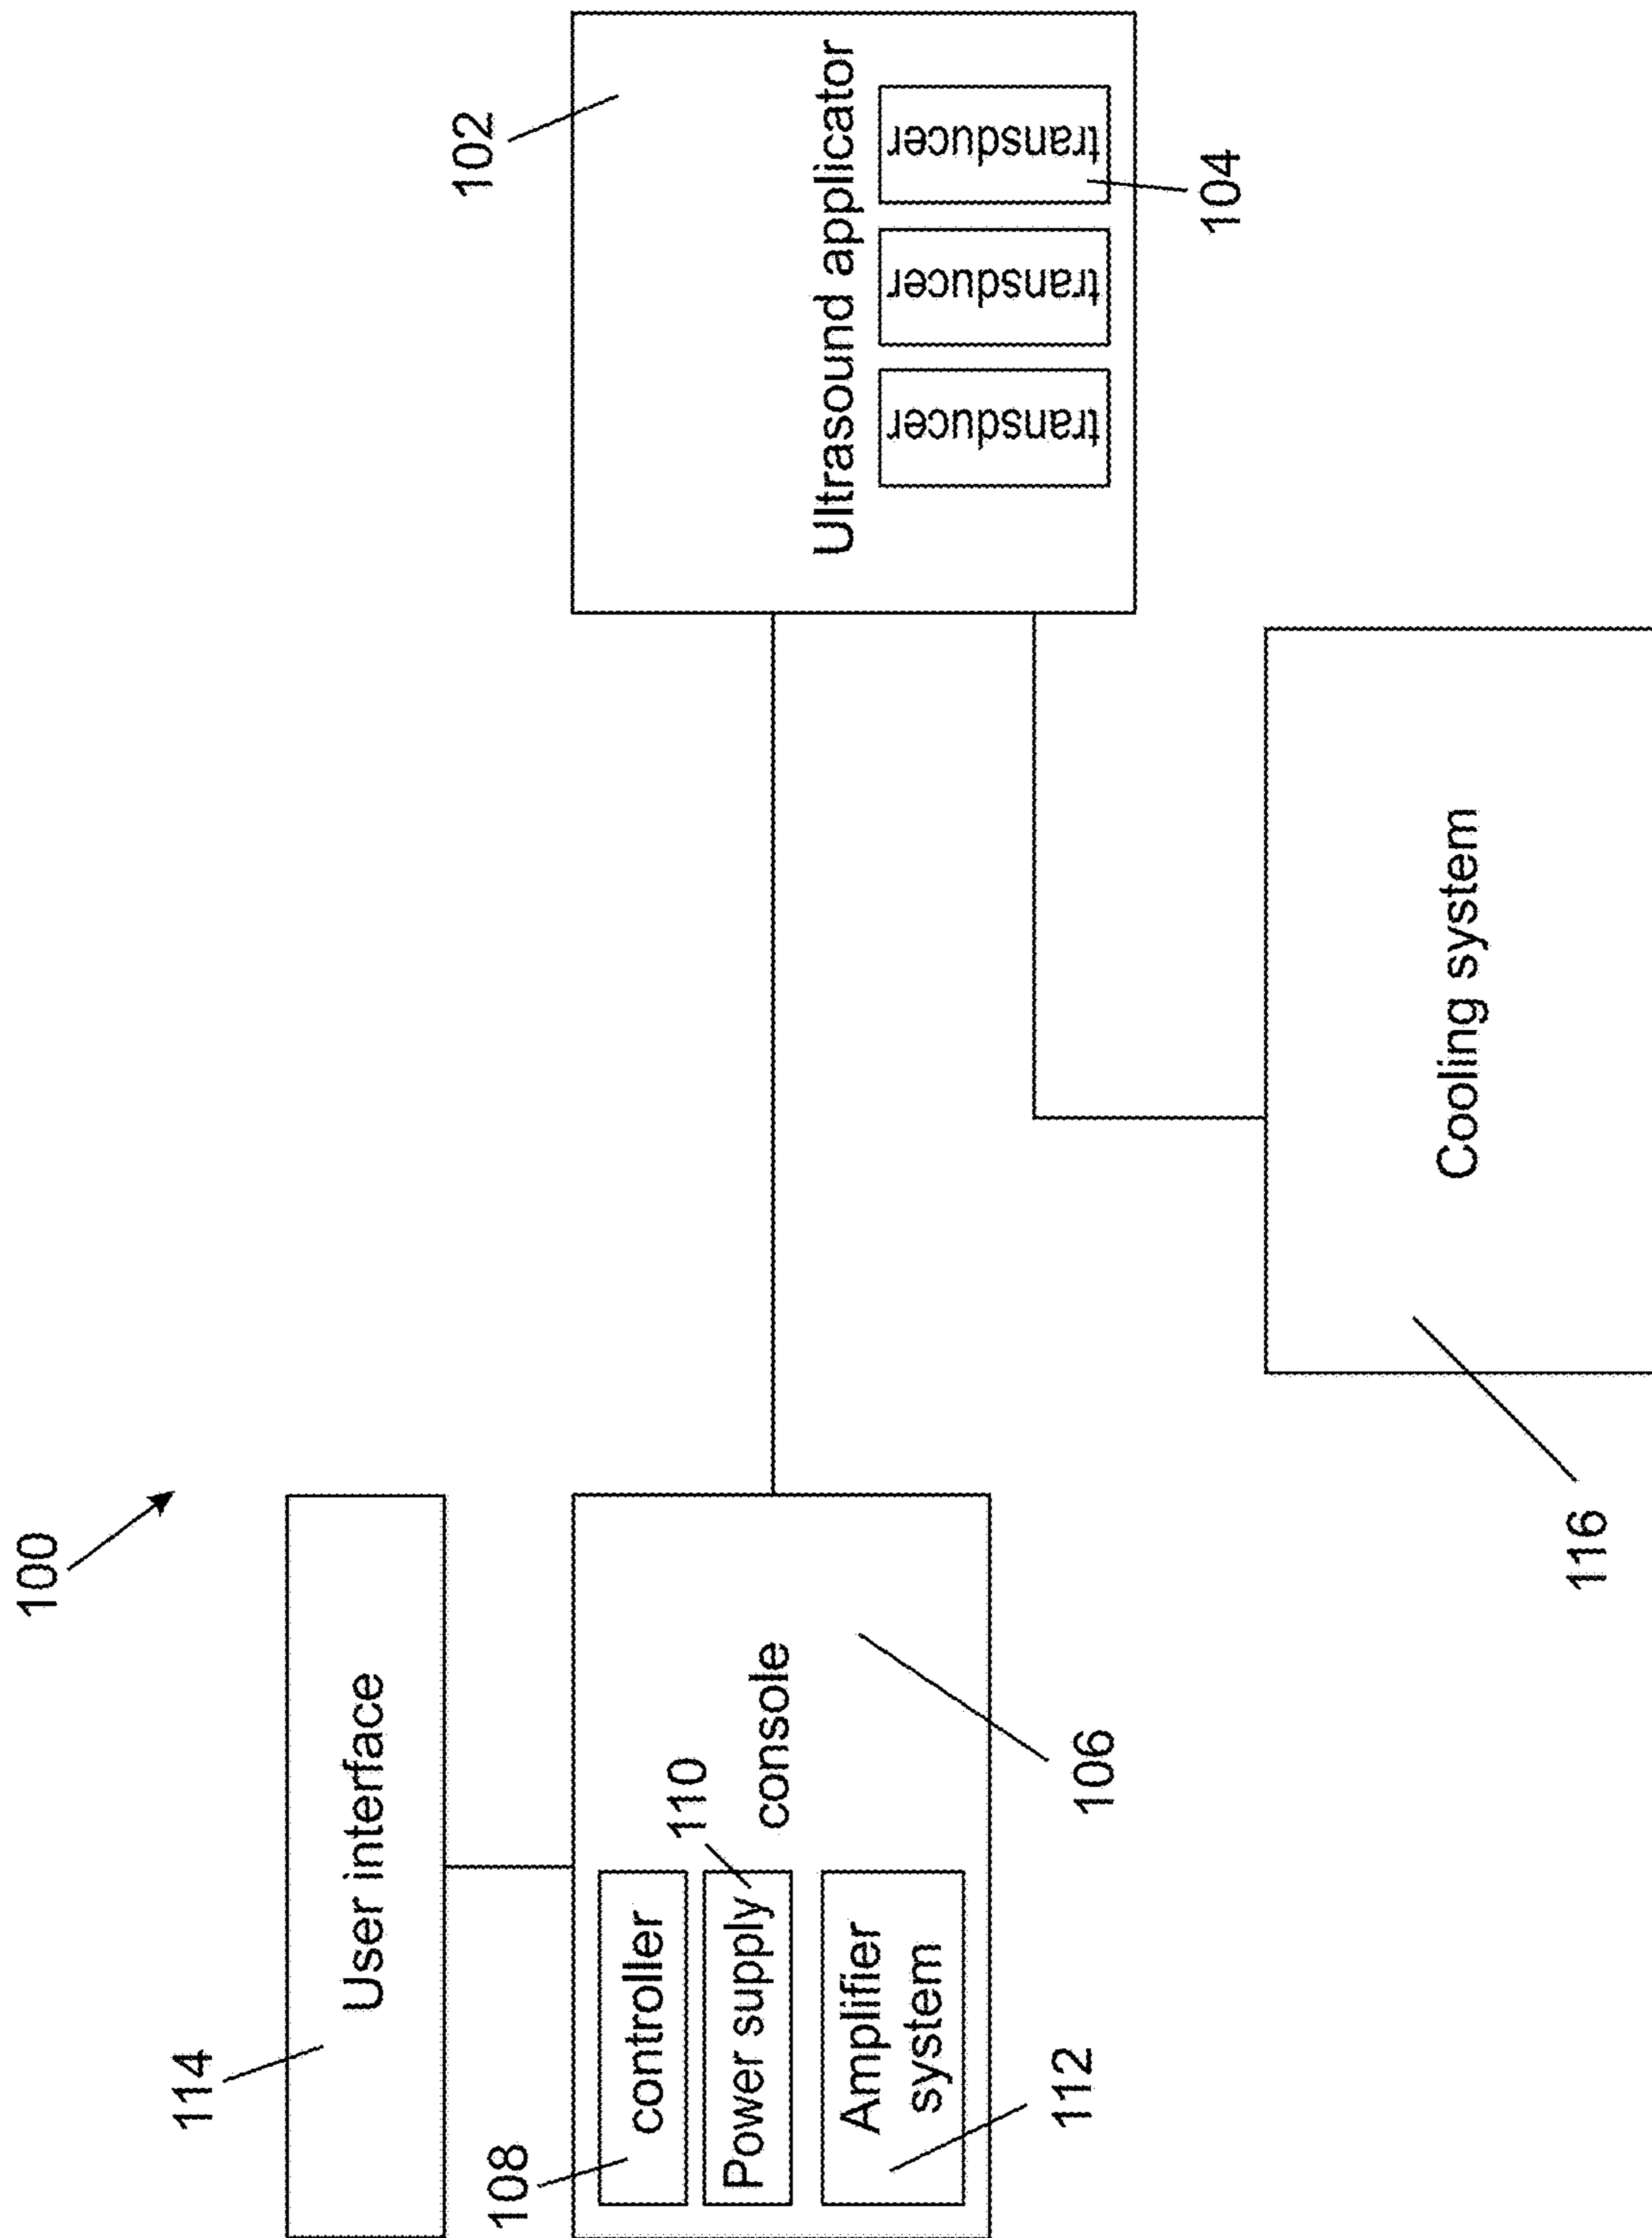 100
114
User interface
108
controller
110
Power supply
console
Amplifier
system
112
106
102
Ultrasound applicator
transducer
transducer
transducer
104
Cooling system
116